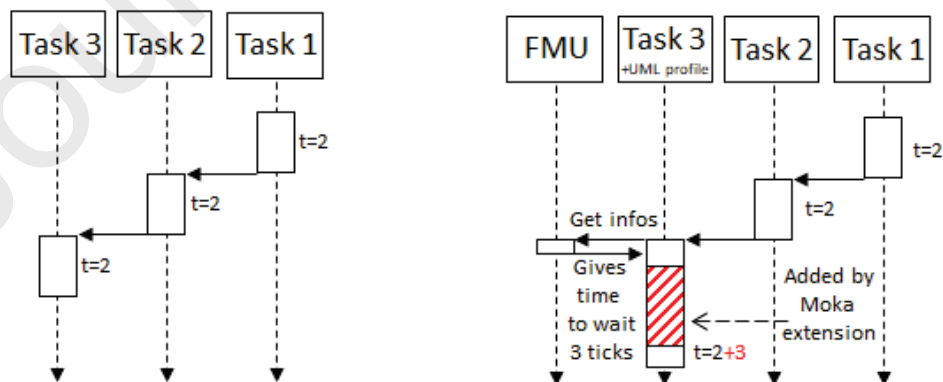 Task 3
Task 2
Task 1
t=2
t=2
t=2
FMU
Task 3
+UML profile
Task 2
Task 1
t=2
t=2
Get infos
Gives
time
to wait
3 ticks
Added by
Moka
extension
t=2+3